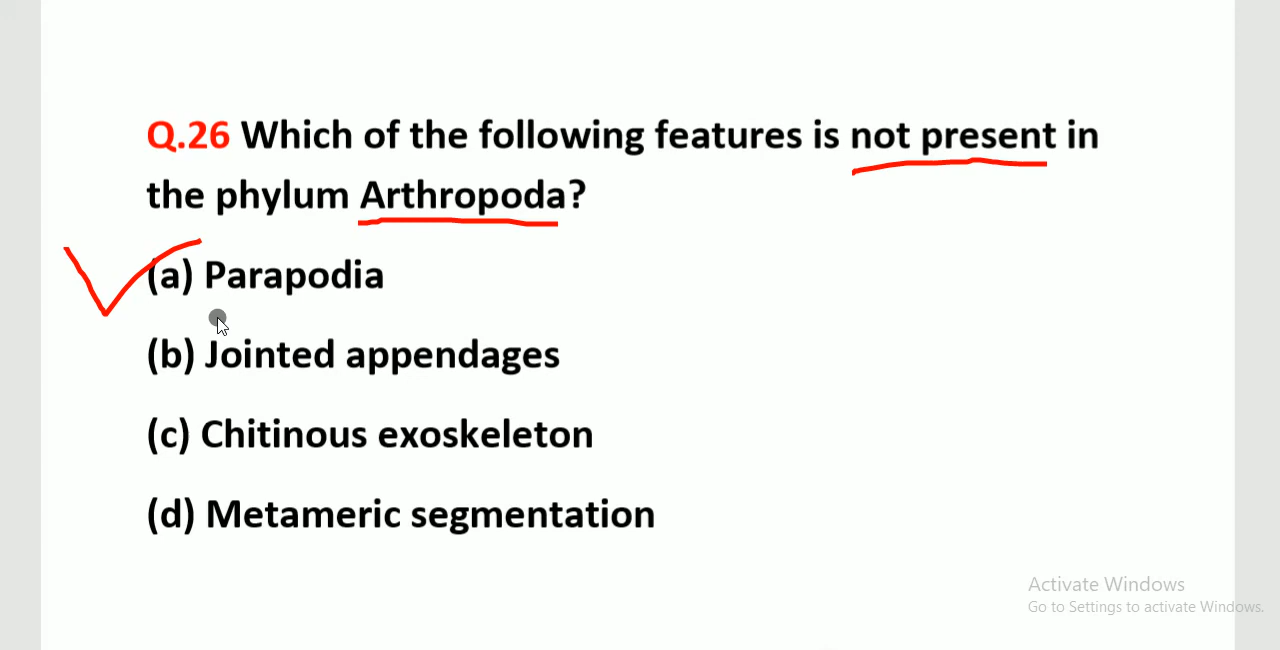 Q.26 Which of the following features is not present in
the phylum Arthropoda?
(a) Parapodia
(b) Jointed appendages
(c) Chitinous exoskeleton
(d) Metameric segmentation
Activate Windows
Go to Settings to activate Windows.